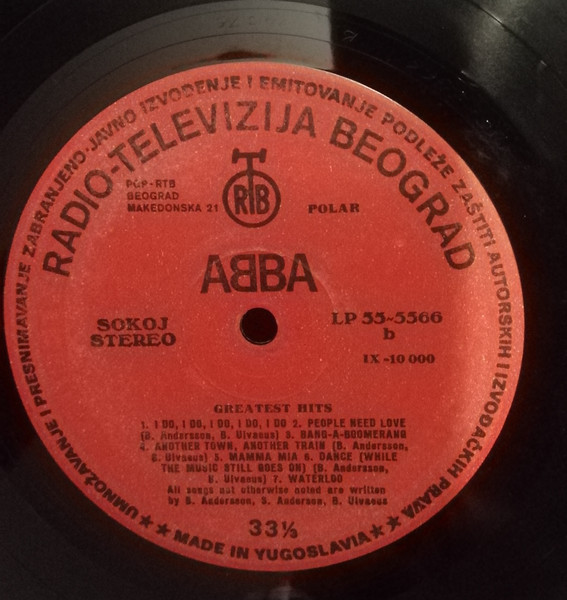 UMNOŽAVANJE I PRESNIMAVANJE ZABRANJENO·JAVNO IZVOĐENJE I EMITOVANJE PODLEŽE ZAŠTITI AUTORSKIH I IZVOĐAČKIH PRAVA
RADIO-TELEVIZIJA BEOGRAD
PGP-RTB
BEOGRAD
MAKEDONSKA 21
RTB
POLAR
ABBA
SOKOJ
STEREO
LP 55-5566
b
IX-10 000
GREATEST HITS
1. I DO, I DO, I DO, I DO, I DO 2. PEOPLE NEED LOVE
(B. Andersson, B. Ulvaeus) 3. BANG-A-BOOMERANG
4. ANOTHER TOWN, ANOTHER TRAIN (B. Andersson,
B. Ulvaeus) 5. MAMMA MIA 6. DANCE (WHILE
THE MUSIC STILL GOES ON) (B. Andersson,
B. Ulvaeus) 7. WATERLOO
All songs not otherwise noted are written
by B. Andersson, S. Anderson, B. Ulvaeus
33⅓
★★ MADE IN YUGOSLAVIA ★★